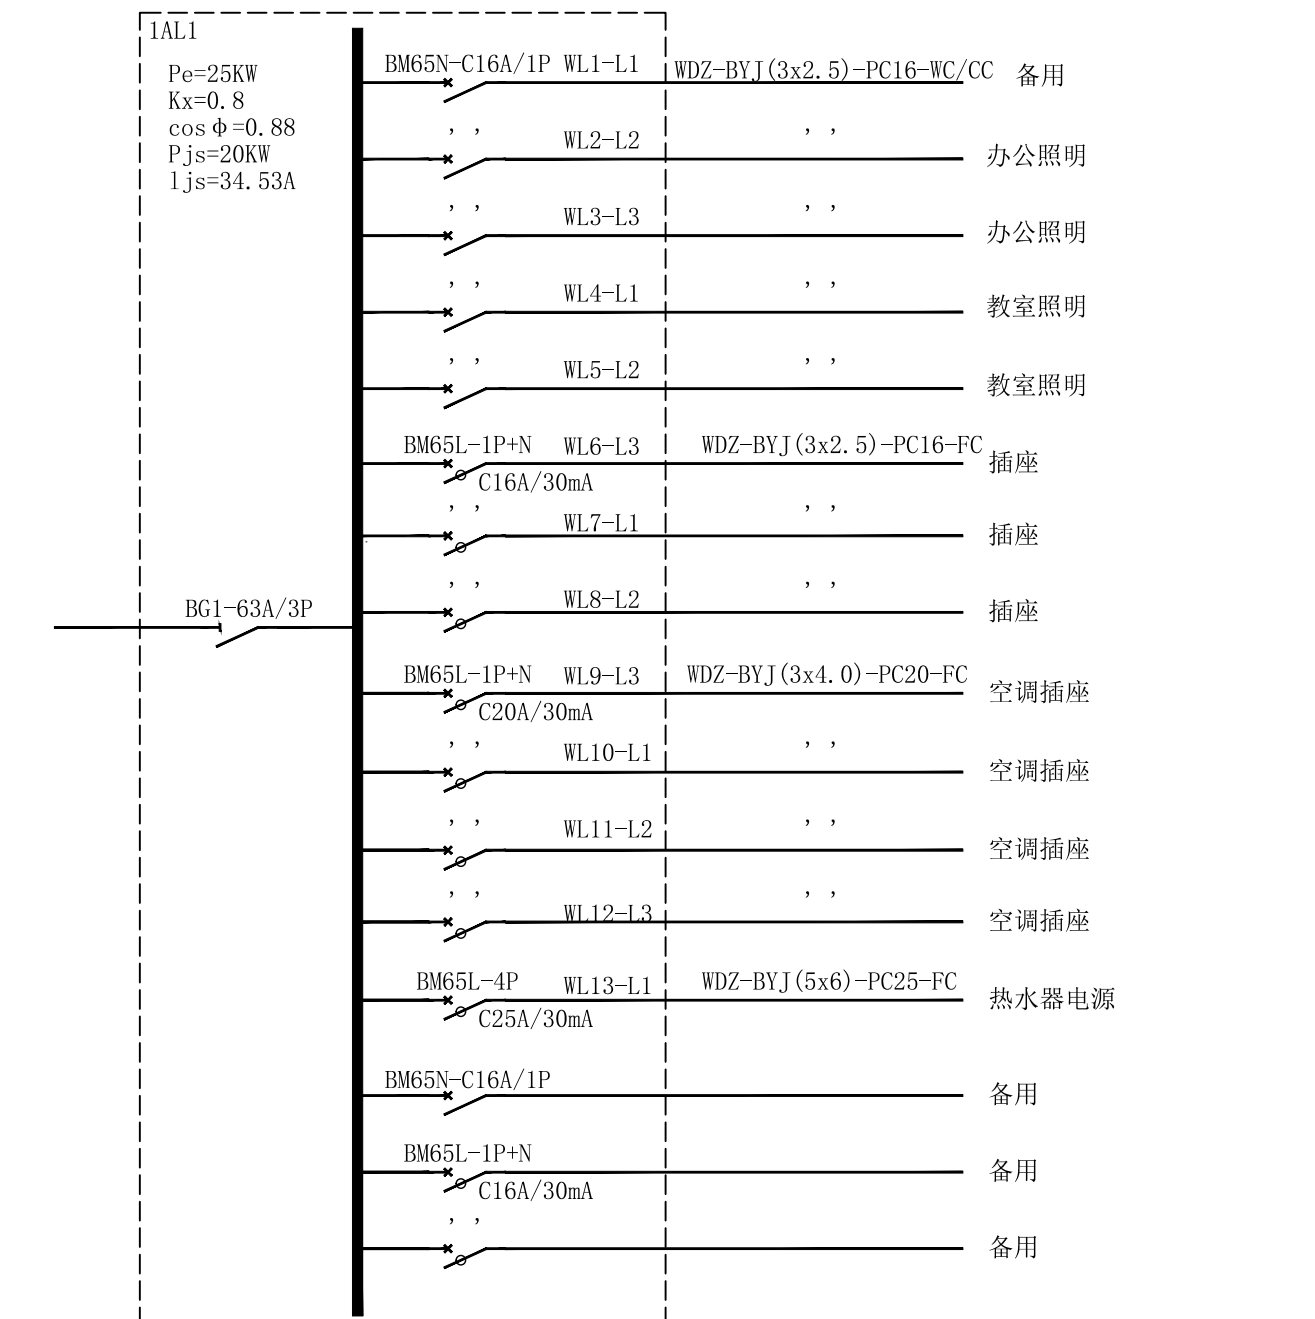 1AL1
Pe=25KW
Kx=0.8
cosφ=0.88
Pjs=20KW
ljs=34.53A
BG1-63A/3P
BM65N-C16A/1P WL1-L1 WDZ-BYJ(3x2.5)-PC16-WC/CC 备用
, , WL2-L2 , , 办公照明
, , WL3-L3 , , 办公照明
, , WL4-L1 , , 教室照明
, , WL5-L2 , , 教室照明
BM65L-1P+N WL6-L3 WDZ-BYJ(3x2.5)-PC16-FC 插座
C16A/30mA
, , WL7-L1 , , 插座
, , WL8-L2 , , 插座
BM65L-1P+N WL9-L3 WDZ-BYJ(3x4.0)-PC20-FC 空调插座
C20A/30mA
, , WL10-L1 , , 空调插座
, , WL11-L2 , , 空调插座
, , WL12-L3 , , 空调插座
BM65L-4P WL13-L1 WDZ-BYJ(5x6)-PC25-FC 热水器电源
C25A/30mA
BM65N-C16A/1P 备用
BM65L-1P+N 备用
C16A/30mA
, , 备用